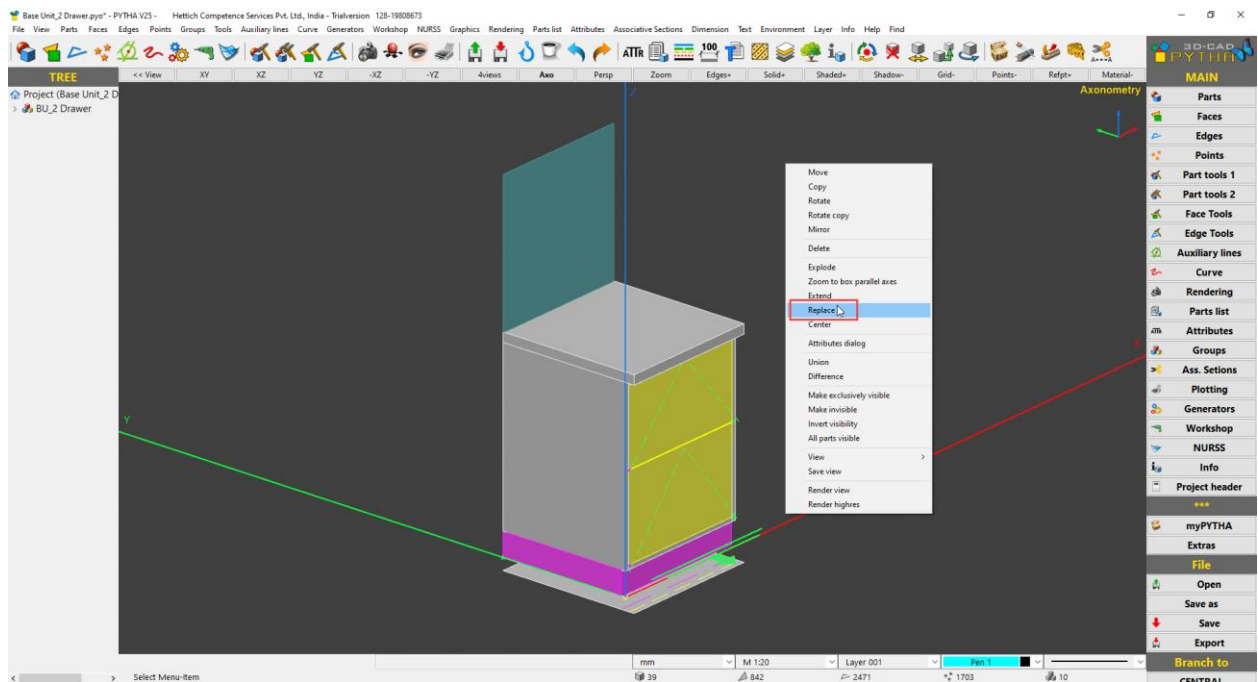 Base Unit_2 Drawer.pyo* - PYTHA V25 - Hettich Competence Services Pvt. Ltd., India - Trialversion 128-19808673
File View Parts Faces Edges Points Groups Tools Auxiliary lines Curve Generators Workshop NURSS Graphics Rendering Parts list Attributes Associative Sections Dimension Text Environment Layer Info Help Find
ATTR 100 A+++A 3D-CAD PYTHA
TREE << View XY XZ YZ -XZ -YZ 4views Axo Persp Zoom Edges+ Solid+ Shaded+ Shadow- Grid- Points- Refpt+ Material- MAIN
Project (Base Unit_2 D
BU_2 Drawer
Axonometry
Z
Y
X
Move
Copy
Rotate
Rotate copy
Mirror
Delete
Explode
Zoom to box parallel axes
Extend
Replace
Center
Attributes dialog
Union
Difference
Make exclusively visible
Make invisible
Invert visibility
All parts visible
View >
Save view
Render view
Render highres
Parts
Faces
Edges
Points
Part tools 1
Part tools 2
Face Tools
Edge Tools
Auxiliary lines
Curve
Rendering
Parts list
ATTR Attributes
Groups
Ass. Setions
Plotting
Generators
Workshop
NURSS
Info
Project header
***
myPYTHA
Extras
File
Open
Save as
Save
Export
Branch to
CENTRAL
mm M 1:20 Layer 001 Pen 1
< > Select Menu-Item 39 842 2471 1703 10